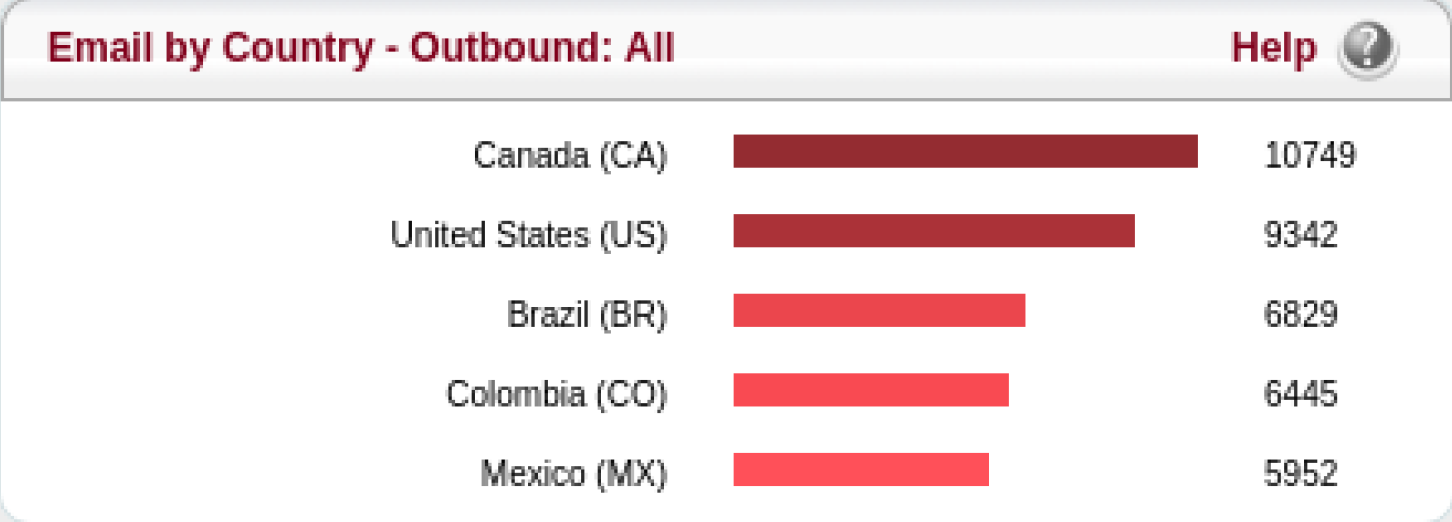 Email by Country - Outbound: All Help ?
Canada (CA) 10749
United States (US) 9342
Brazil (BR) 6829
Colombia (CO) 6445
Mexico (MX) 5952